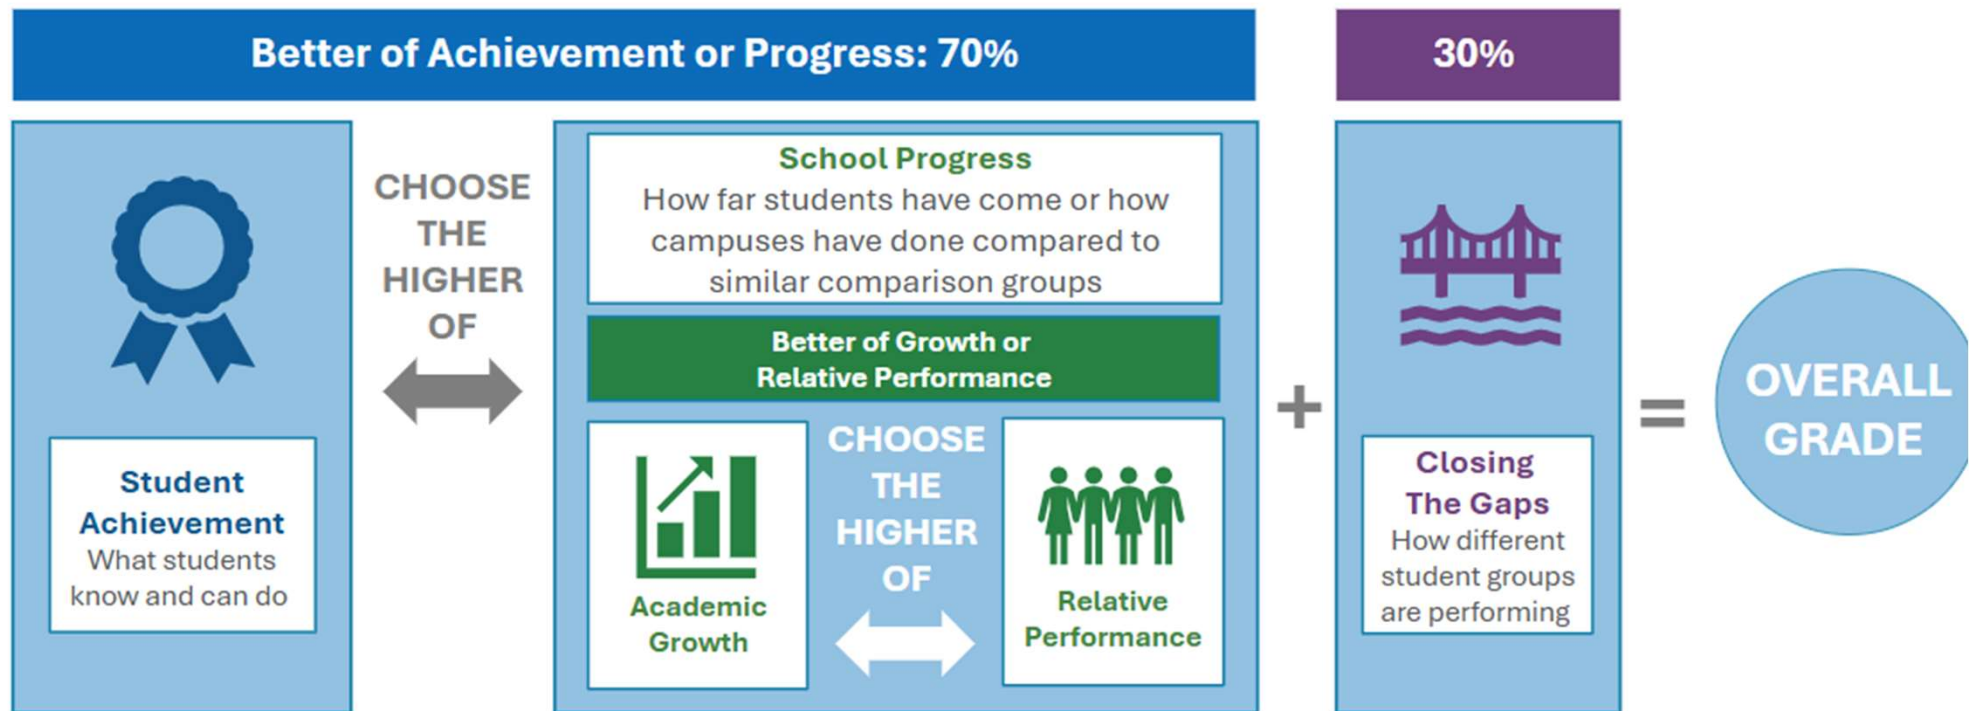 Better of Achievement or Progress: 70%
30%
Student
Achievement
What students
know and can do
CHOOSE
THE
HIGHER
OF
School Progress
How far students have come or how
campuses have done compared to
similar comparison groups
Better of Growth or
Relative Performance
Academic
Growth
CHOOSE
THE
HIGHER
OF
Relative
Performance
+
Closing
The Gaps
How different
student groups
are performing
=
OVERALL
GRADE